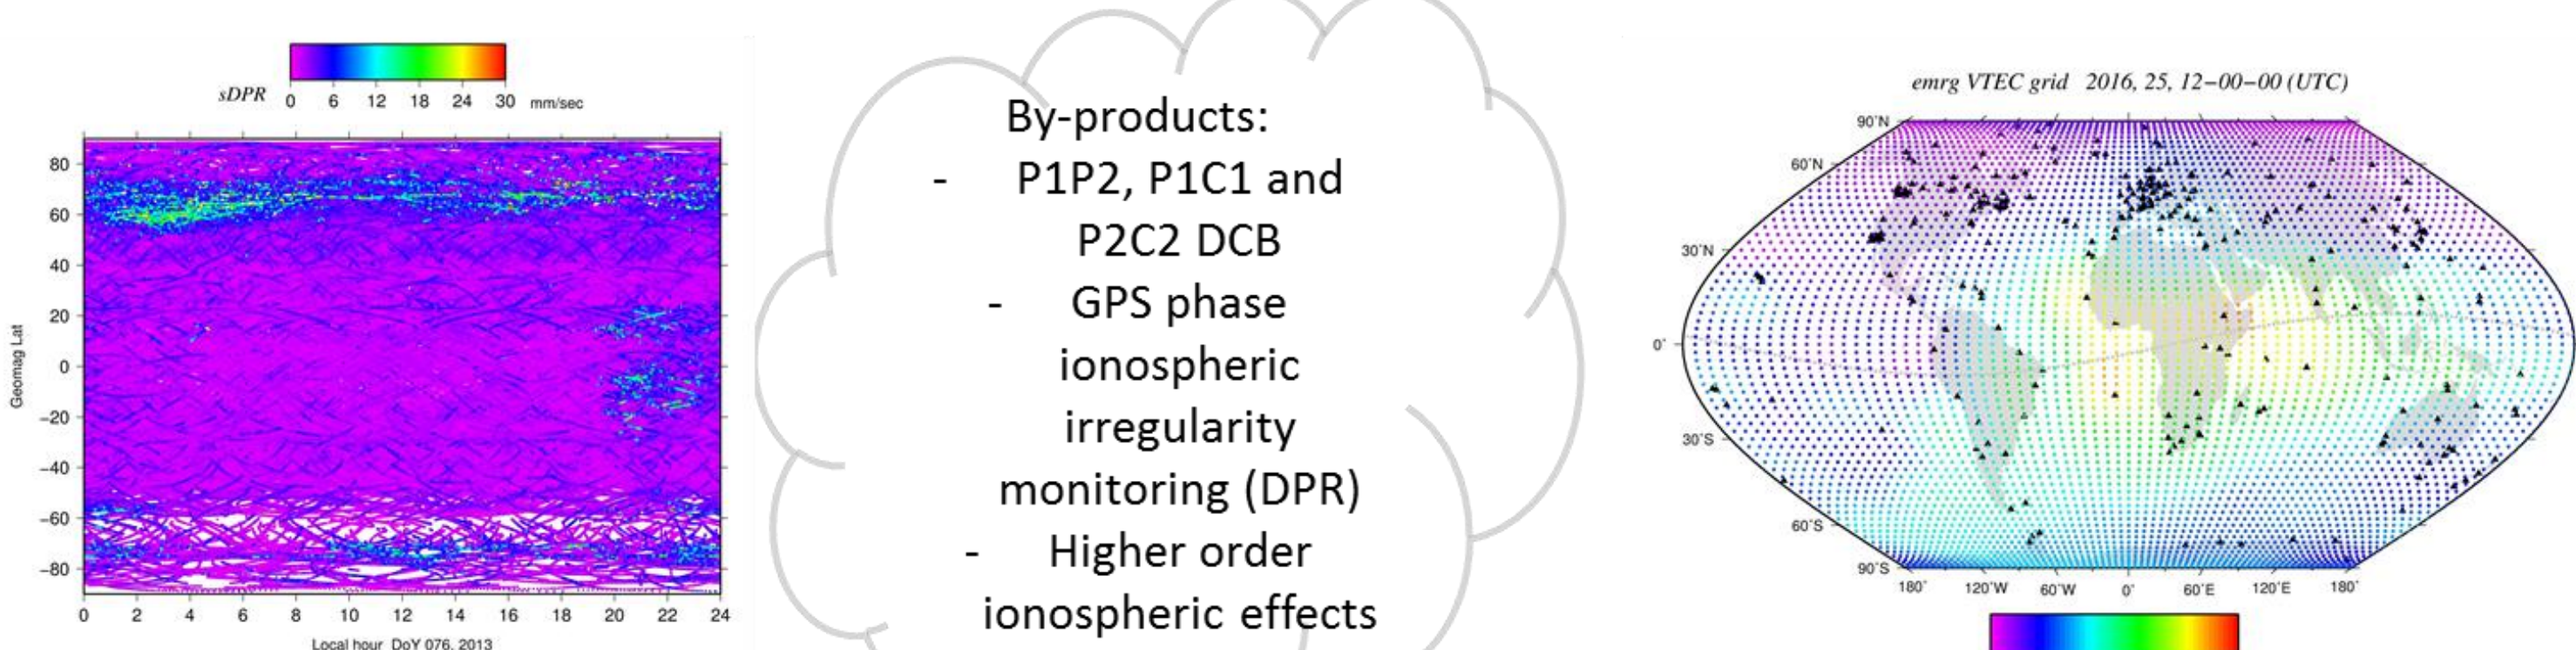 sDPR
0 6 12 18 24 30 mm/sec
80
60
40
20
0
−20
−40
−60
−80
Geomag Lat
0 2 4 6 8 10 12 14 16 18 20 22 24
Local hour DoY 076, 2013
By-products:
- P1P2, P1C1 and
P2C2 DCB
- GPS phase
ionospheric
irregularity
monitoring (DPR)
- Higher order
ionospheric effects
emrg VTEC grid 2016, 25, 12−00−00 (UTC)
90˚N
60˚N
30˚N
0˚
30˚S
60˚S
90˚S
180˚ 120˚W 60˚W 0˚ 60˚E 120˚E 180˚